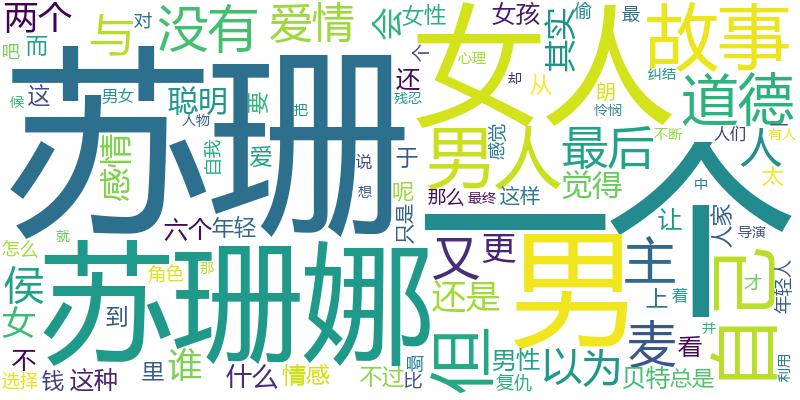 两个
对
与
没有
爱情
会
女性
女孩
偷
最
吧
而
苏珊
女人
其实
故事
心理
个
候
这
男女
聪明
要
还
却
从
朗
纠结
道德
人物
把
残忍
怜悯
男人
感觉
最后
不断
人们
有人
感情
自我
爱
说
于
觉得
人
太
想
呢
那么
最终
这样
中
一个
六个
年轻
只是
让
人家
导演
怎么
就
又
更
男
主
自己
苏珊娜
侯
角色
那
还是
上
着
才
年轻人
女
到
但
麦
看
并
不
谁
里
男性
以为
选择
钱
这种
什么
情感
不过
比昂
复仇
贝特
总是
利用